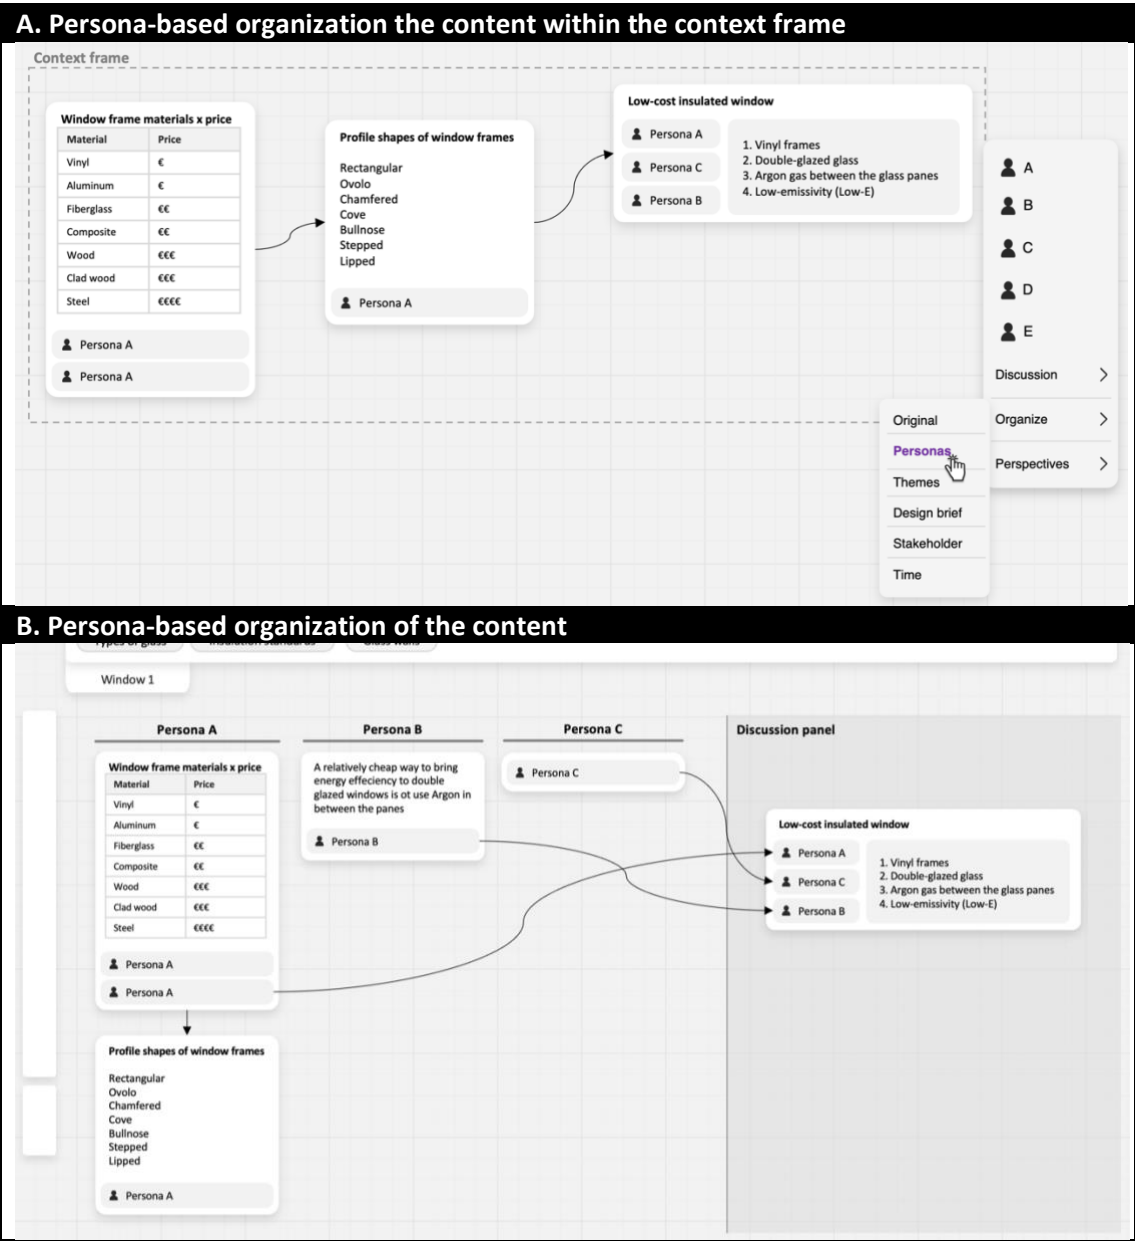 A. Persona-based organization the content within the context frame
Context frame
Window frame materials x price
Material Price
Vinyl €
Aluminum €
Fiberglass €€
Composite €€
Wood €€€
Clad wood €€€
Steel €€€€
Persona A
Persona A
Profile shapes of window frames
Rectangular
Ovolo
Chamfered
Cove
Bullnose
Stepped
Lipped
Persona A
Low-cost insulated window
Persona A
Persona C
Persona B
1. Vinyl frames
2. Double-glazed glass
3. Argon gas between the glass panes
4. Low-emissivity (Low-E)
A
B
C
D
E
Discussion
Organize
Perspectives
Original
Personas
Themes
Design brief
Stakeholder
Time
B. Persona-based organization of the content
Types of glass Insulation standards Glass walls
Window 1
Persona A
Window frame materials x price
Material Price
Vinyl €
Aluminum €
Fiberglass €€
Composite €€
Wood €€€
Clad wood €€€
Steel €€€€
Persona A
Persona A
Profile shapes of window frames
Rectangular
Ovolo
Chamfered
Cove
Bullnose
Stepped
Lipped
Persona A
Persona B
A relatively cheap way to bring
energy effeciency to double
glazed windows is ot use Argon in
between the panes
Persona B
Persona C
Persona C
Discussion panel
Low-cost insulated window
Persona A
Persona C
Persona B
1. Vinyl frames
2. Double-glazed glass
3. Argon gas between the glass panes
4. Low-emissivity (Low-E)